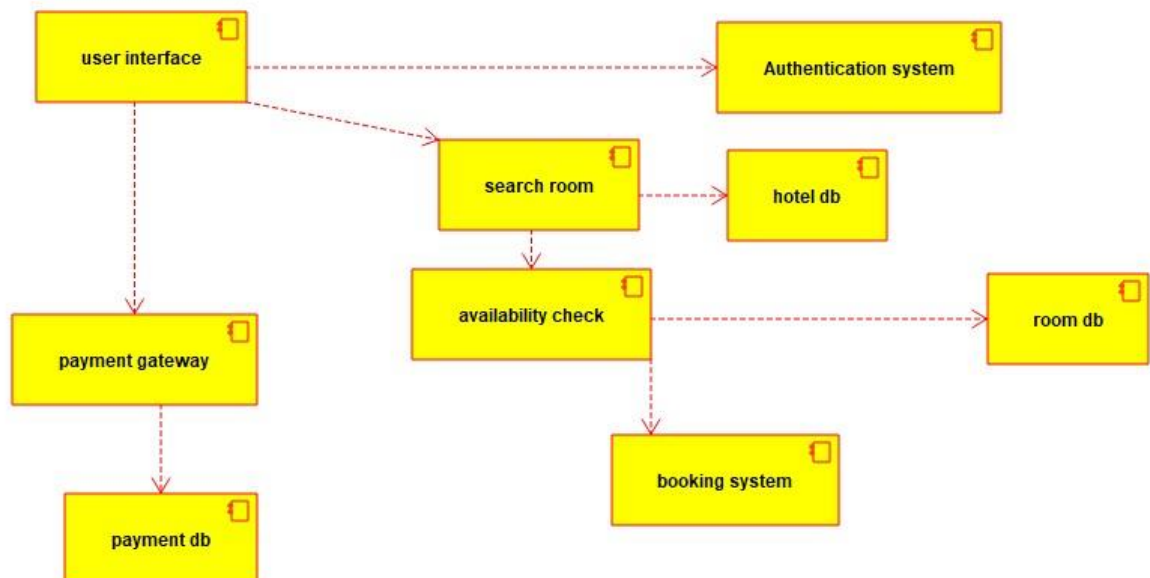 user interface
Authentication system
search room
hotel db
availability check
room db
payment gateway
booking system
payment db